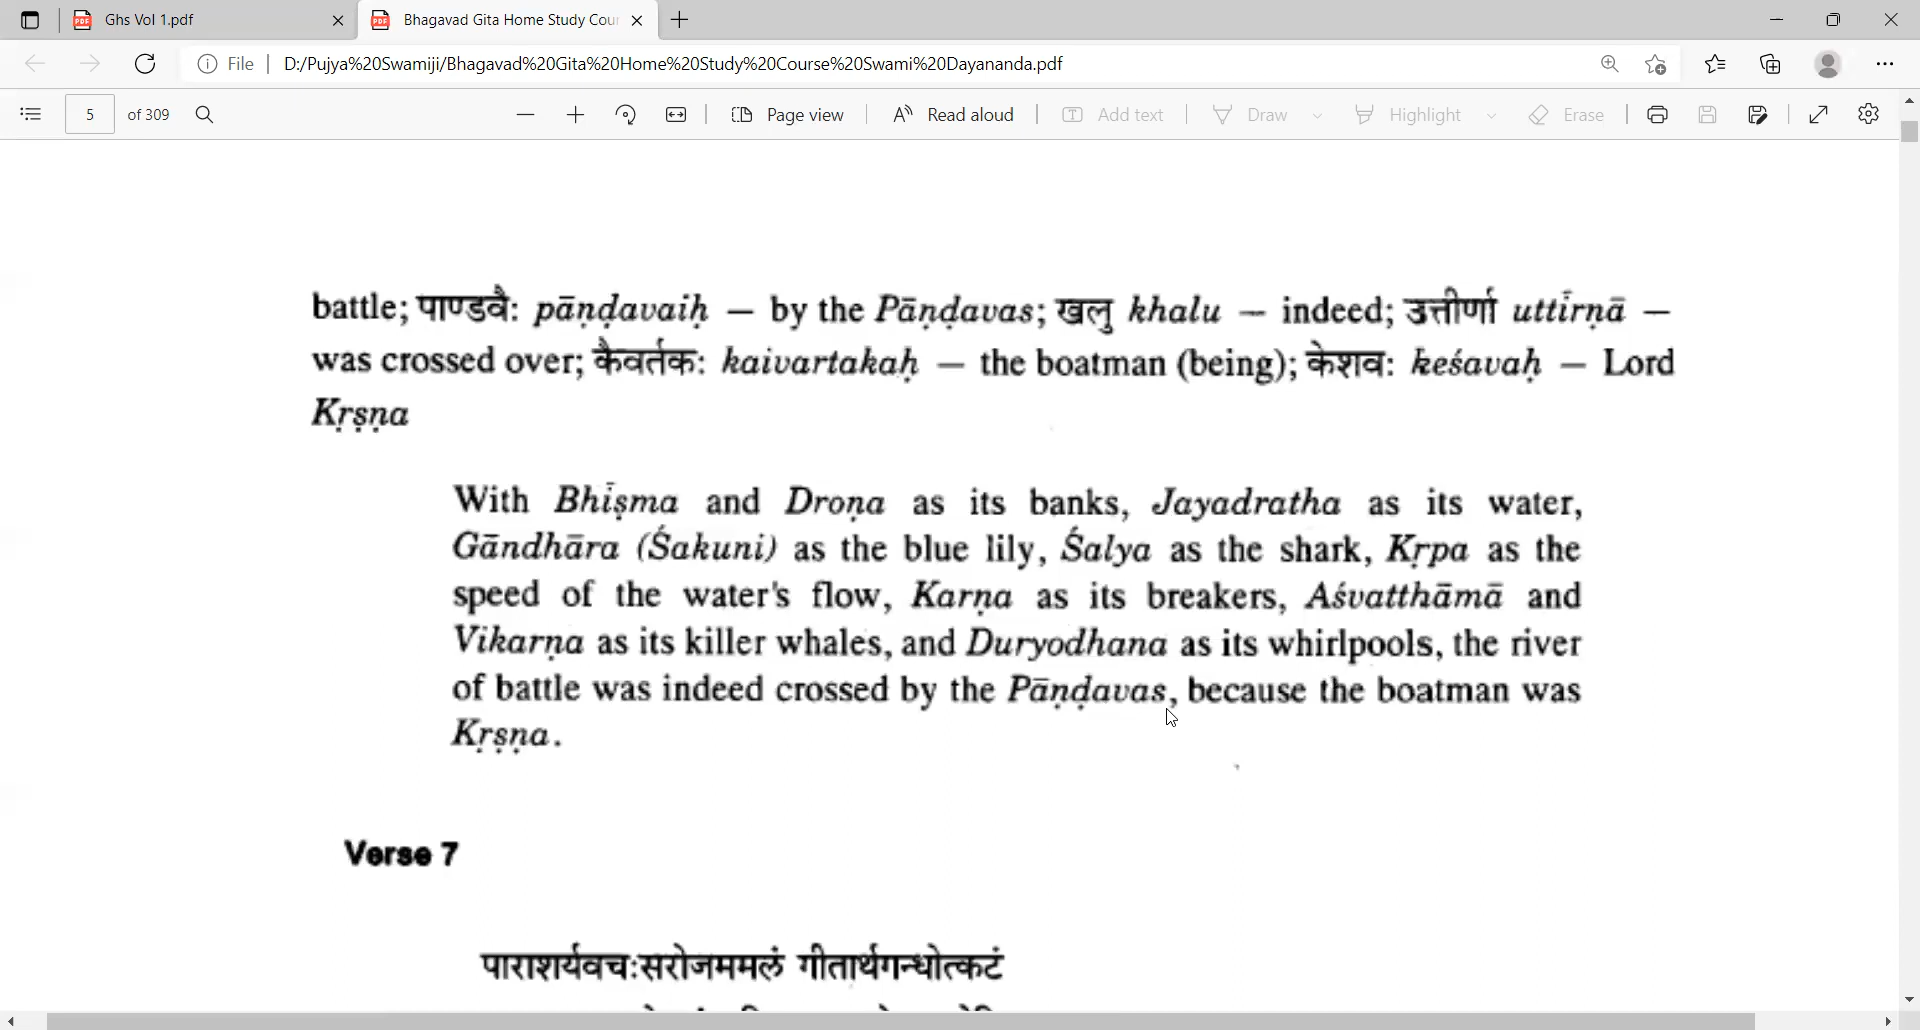 Ghs Vol 1.pdf
Bhagavad Gita Home Study Cour
File
D:/Pujya%20Swamiji/Bhagavad%20Gita%20Home%20Study%20Course%20Swami%20Dayananda.pdf
5 of 309
Page view
Read aloud
Add text
Draw
Highlight
Erase
battle; पाण्डवै: pāṇḍavaiḥ — by the Pāṇḍavas; खलु khalu — indeed; उत्तीर्णा uttīrṇā —
was crossed over; कैवर्तक: kaivartakaḥ — the boatman (being); केशव: keśavaḥ — Lord
Kṛṣṇa
With Bhīṣma and Droṇa as its banks, Jayadratha as its water,
Gāndhāra (Śakuni) as the blue lily, Śalya as the shark, Kṛpa as the
speed of the water's flow, Karṇa as its breakers, Aśvatthāmā and
Vikarṇa as its killer whales, and Duryodhana as its whirlpools, the river
of battle was indeed crossed by the Pāṇḍavas, because the boatman was
Kṛṣṇa.
Verse 7
पाराशर्यवचःसरोजममलं गीतार्थगन्धोत्कटं